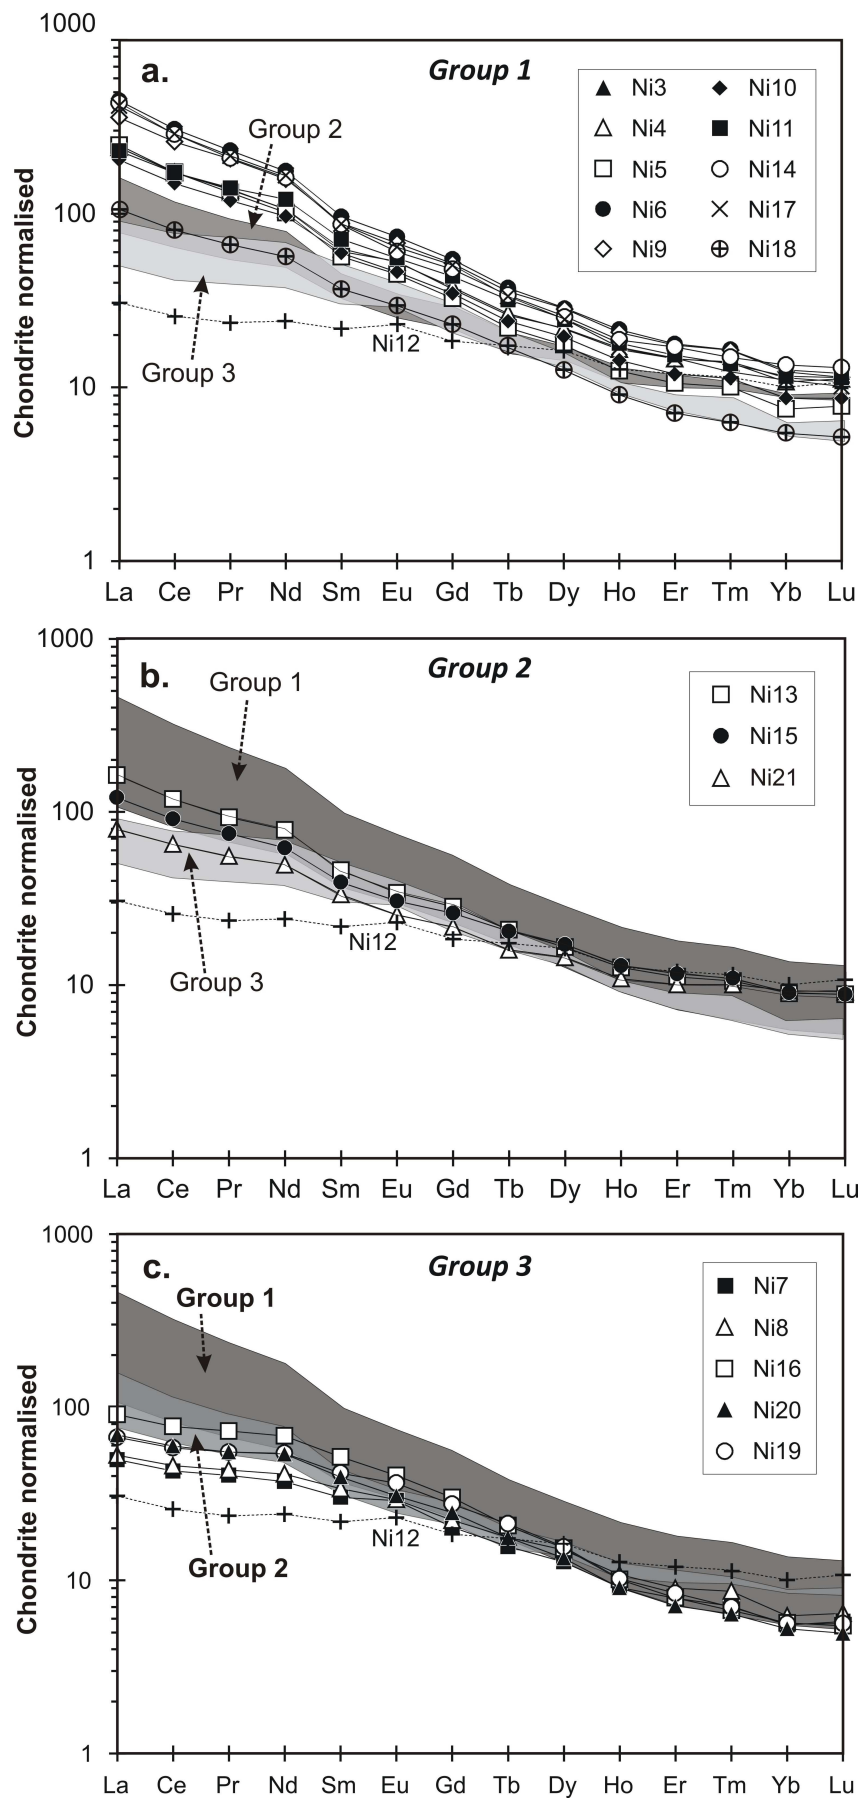 1000
a.
Group 1
Ni3
Ni10
Ni4
Ni11
Ni5
Ni14
Ni6
Ni17
Ni9
Ni18
Group 2
100
Chondrite normalised
Ni12
Group 3
10
1
La Ce Pr Nd Sm Eu Gd Tb Dy Ho Er Tm Yb Lu
1000
b.
Group 2
Group 1
Ni13
Ni15
Ni21
100
Chondrite normalised
Ni12
Group 3
10
1
La Ce Pr Nd Sm Eu Gd Tb Dy Ho Er Tm Yb Lu
1000
c.
Group 3
Group 1
Ni7
Ni8
Ni16
Ni20
Ni19
100
Chondrite normalised
Ni12
Group 2
10
1
La Ce Pr Nd Sm Eu Gd Tb Dy Ho Er Tm Yb Lu